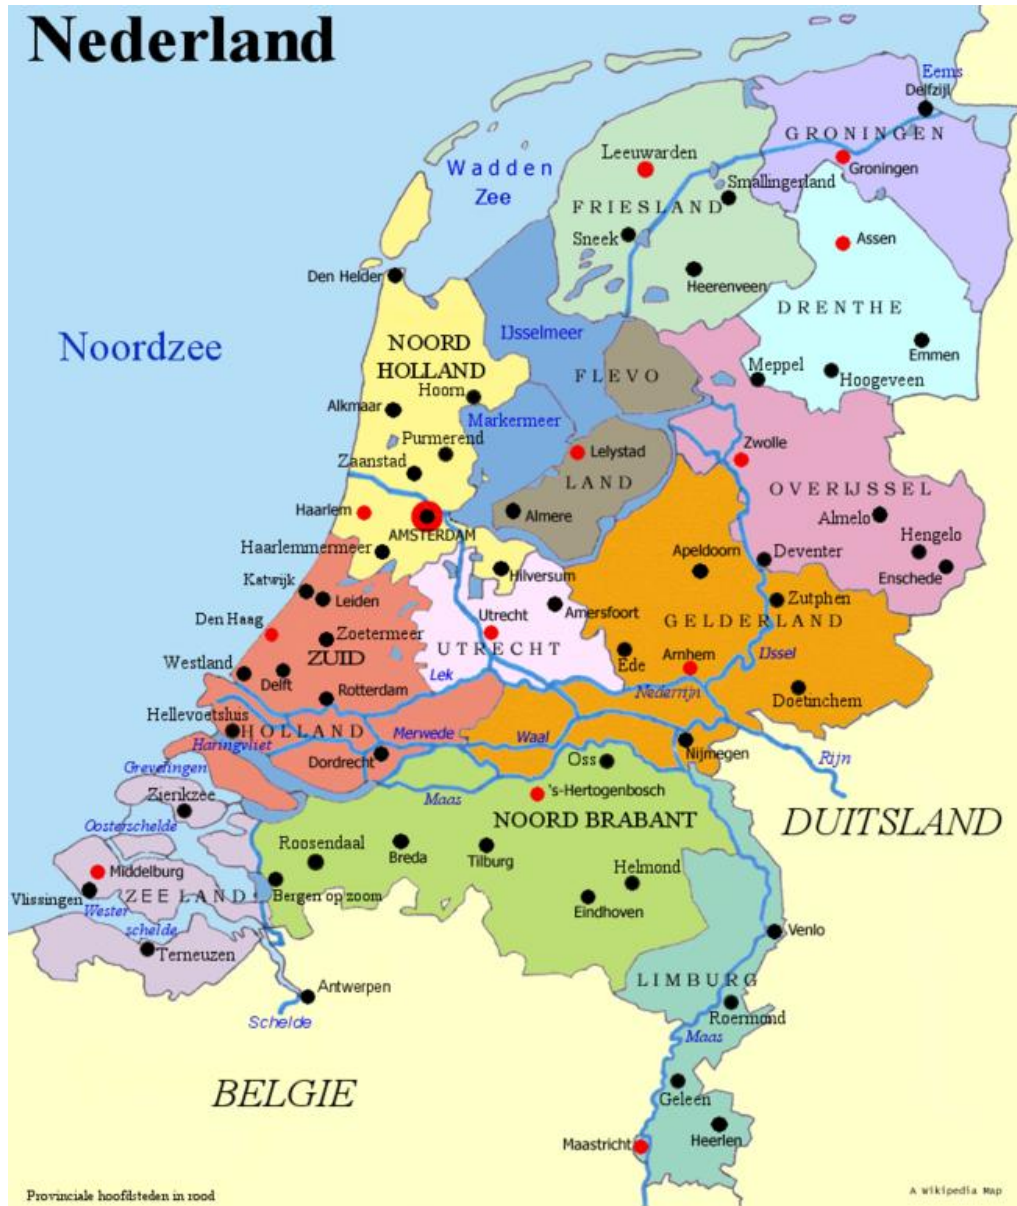 Nederland
Eems
Delfzijl
GRONINGEN
Groningen
Leeuwarden
Wadden
Zee
Smallingerland
FRIESLAND
Sneek
Assen
Heerenveen
Den Helder
DRENTHE
Noordzee
IJsselmeer
NOORD
HOLLAND
Emmen
Meppel
Hoogeveen
FLEVO
Hoorn
Alkmaar
Markermeer
Purmerend
Zaanstad
Lelystad
LAND
Zwolle
OVERIJSSEL
Haarlem
AMSTERDAM
Almere
Almelo
Hengelo
Haarlemmermeer
Apeldoorn
Deventer
Enschede
Hilversum
Katwijk
Leiden
Utrecht
Amersfoort
Zutphen
Den Haag
Zoetermeer
GELDERLAND
ZUID
UTRECHT
Westland
Delft
Lek
Ede
Arnhem
IJssel
Rotterdam
Nederrijn
Doetinchem
Hellevoetsluis
HOLLAND
Haringvliet
Merwede
Waal
Dordrecht
Nijmegen
Rijn
Grevelingen
Oss
Zierikzee
Maas
's-Hertogenbosch
Oosterschelde
NOORD BRABANT
DUITSLAND
Roosendaal
Breda
Tilburg
Middelburg
Helmond
Vlissingen
ZEELAND
Bergen op zoom
Eindhoven
Wester
schelde
Venlo
Terneuzen
LIMBURG
Antwerpen
Schelde
Roermond
Maas
BELGIE
Geleen
Maastricht
Heerlen
Provinciale hoofdsteden in rood
A Wikipedia Map